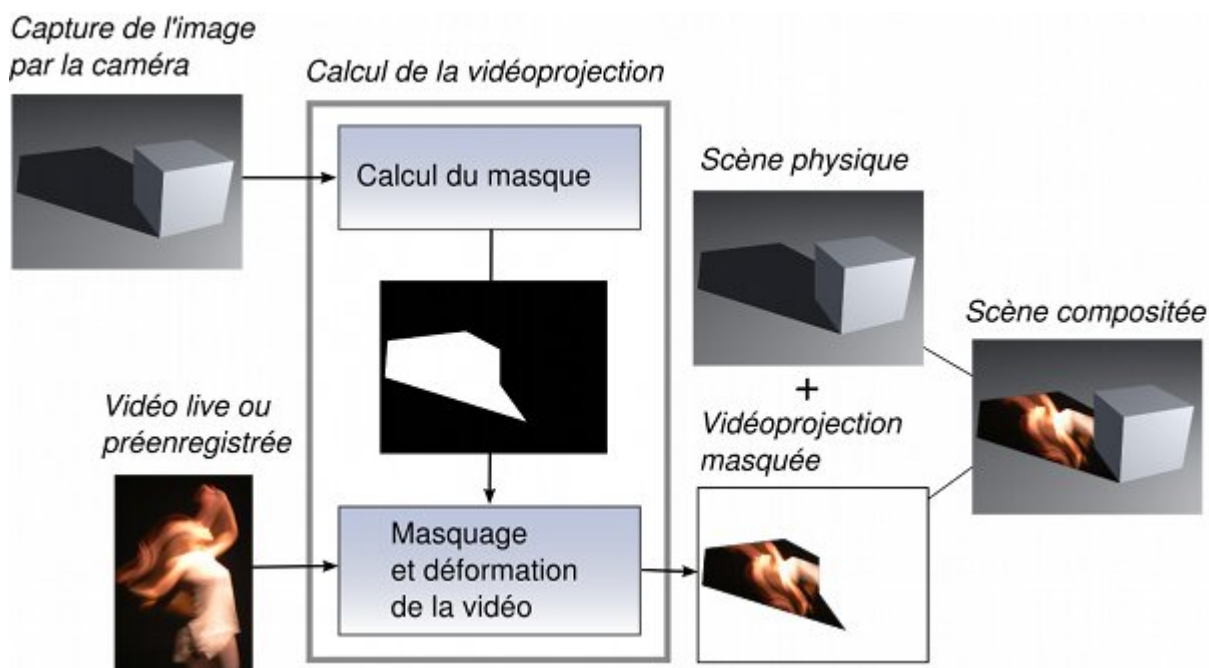 Capture de l'image
par la caméra
Calcul de la vidéoprojection
Calcul du masque
Vidéo live ou
préenregistrée
Masquage
et déformation
de la vidéo
Scène physique
+
Vidéoprojection
masquée
Scène compositée